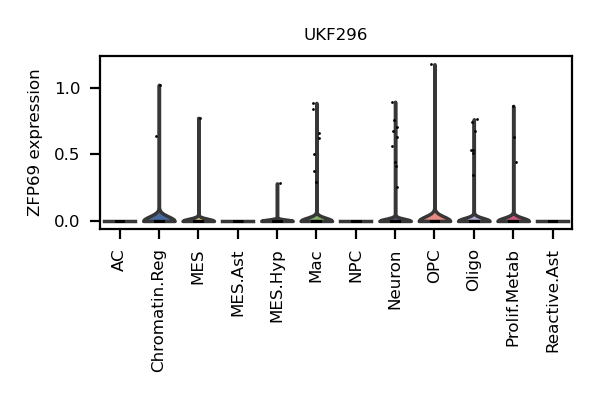 UKF296
ZFP69 expression
1.0
0.5
0.0
AC
Chromatin.Reg
MES
MES.Ast
MES.Hyp
Mac
NPC
Neuron
OPC
Oligo
Prolif.Metab
Reactive.Ast